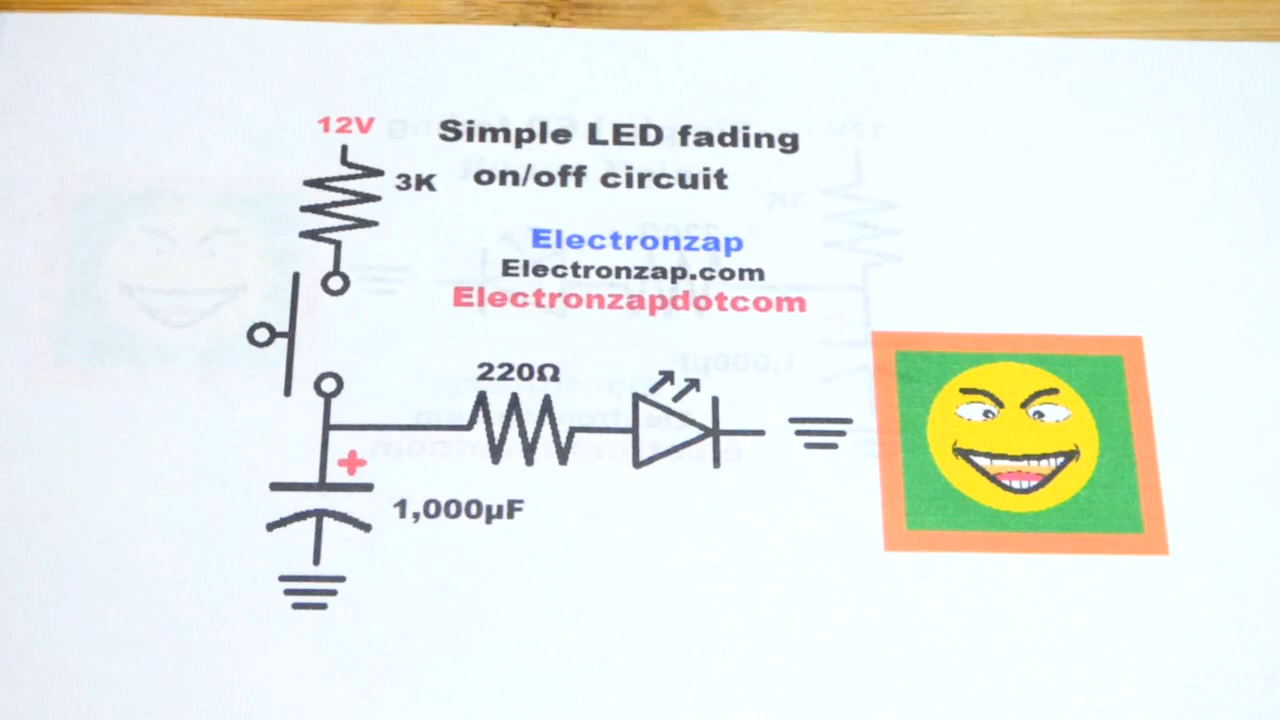 12V
Simple LED fading
on/off circuit
3K
Electronzap
Electronzap.com
Electronzapdotcom
220Ω
+
1,000µF